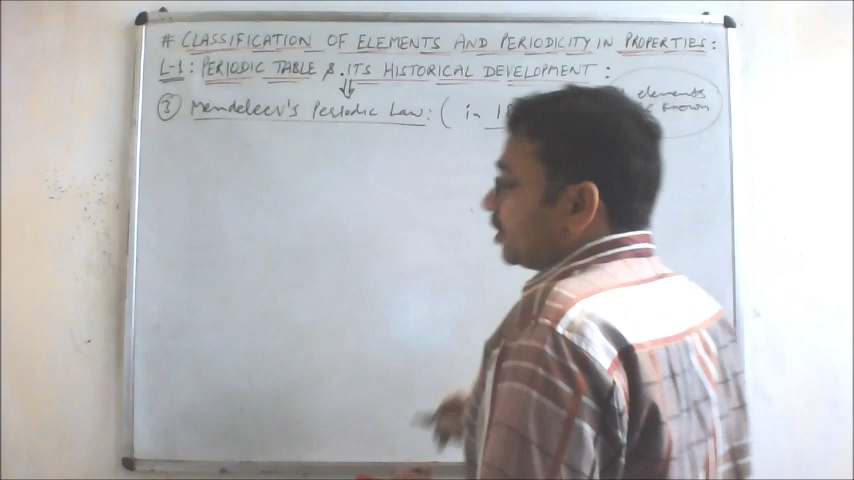 # CLASSIFICATION OF ELEMENTS AND PERIODICITY IN PROPERTIES :
L-1 : PERIODIC TABLE & ITS HISTORICAL DEVELOPMENT :
elements
③ Mendeleev's Periodic Law : ( in 18 known